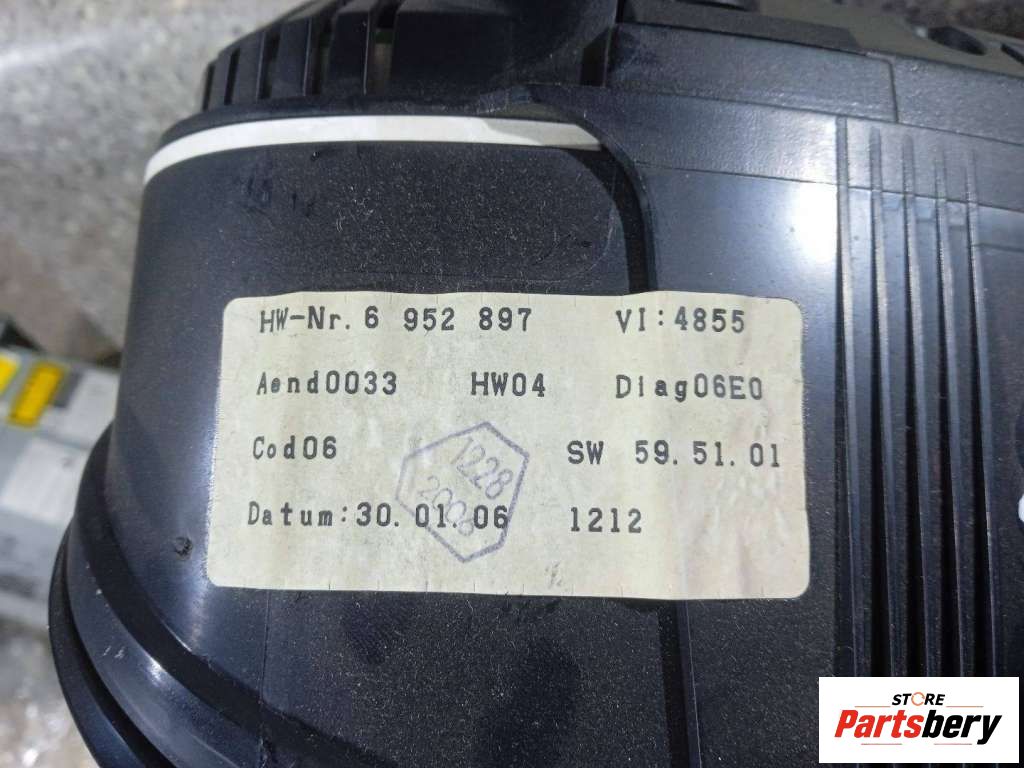 HW-Nr. 6 952 897 VI:4855
Aend0033 HW04 Diag06E0
Cod06 SW 59.51.01
1228
2006
Datum:30.01.06 1212
STORE
Partsbery